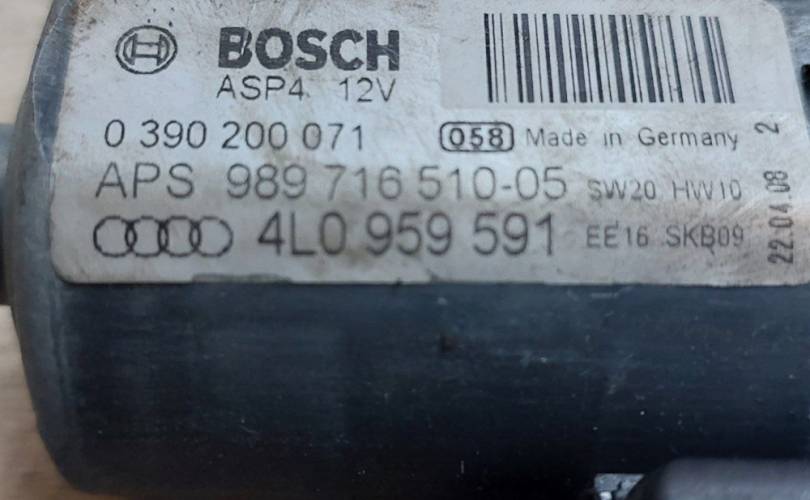 BOSCH
ASP4 12V
0 390 200 071 058 Made in Germany
APS 989 716 510-05 SW20 HW10
4L0 959 591 EE16 SKB09
22.04.08 2